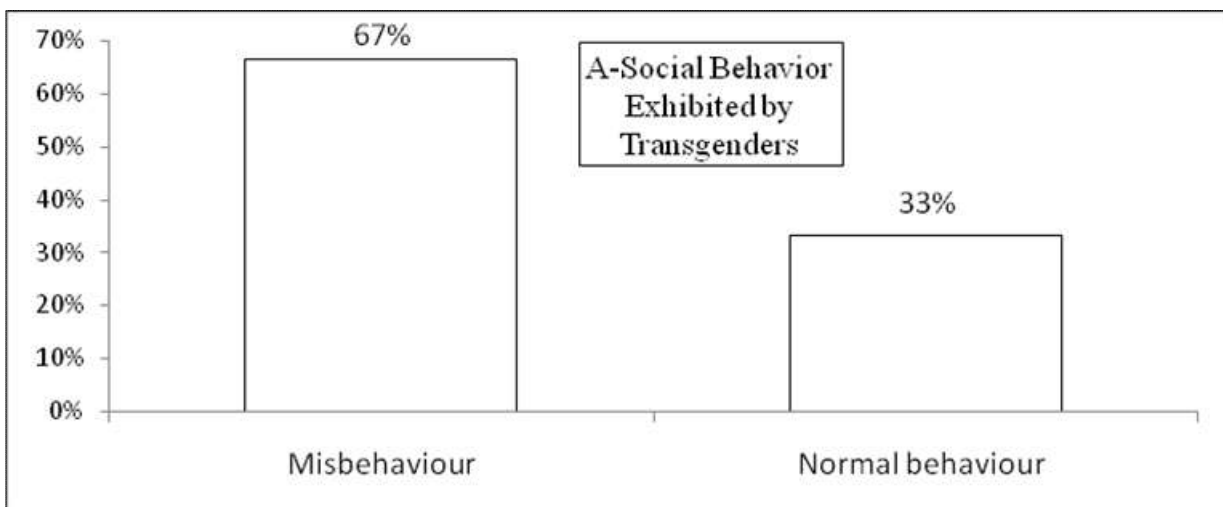 70%
67%
A-Social Behavior
Exhibited by
Transgenders
60%
50%
40%
33%
30%
20%
10%
0%
Misbehaviour
Normal behaviour